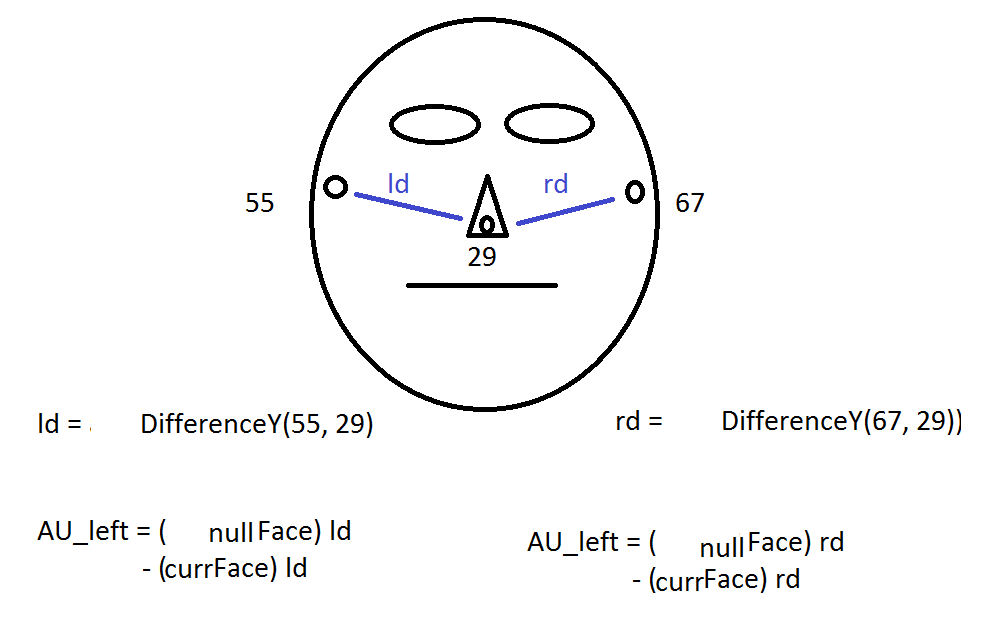 ld rd
55 67
29
ld = DifferenceY(55, 29) rd = DifferenceY(67, 29))
AU_left = ( nullFace) ld
- (currFace) ld
AU_left = ( nullFace) rd
- (currFace) rd